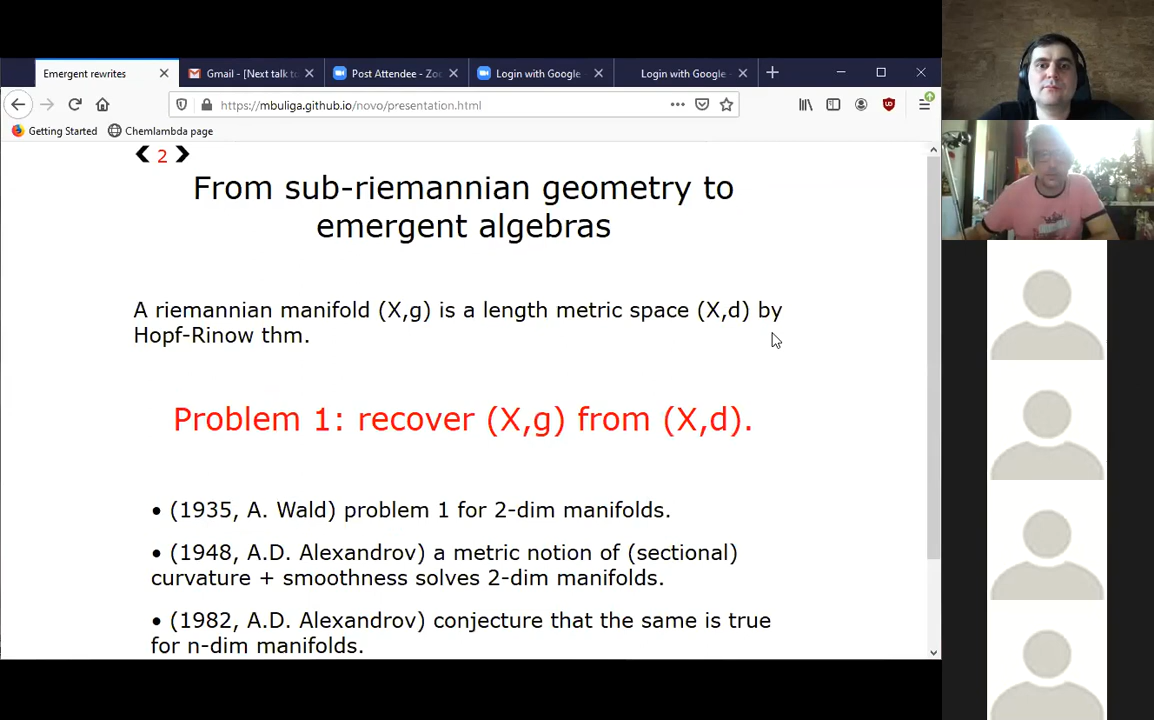 Emergent rewrites
Gmail - [Next talk to
Post Attendee - Zoo
Login with Google
Login with Google
https://mbuliga.github.io/novo/presentation.html
Getting Started
Chemlambda page
2
From sub-riemannian geometry to
emergent algebras
A riemannian manifold (X,g) is a length metric space (X,d) by
Hopf-Rinow thm.
Problem 1: recover (X,g) from (X,d).
• (1935, A. Wald) problem 1 for 2-dim manifolds.
• (1948, A.D. Alexandrov) a metric notion of (sectional)
curvature + smoothness solves 2-dim manifolds.
• (1982, A.D. Alexandrov) conjecture that the same is true
for n-dim manifolds.